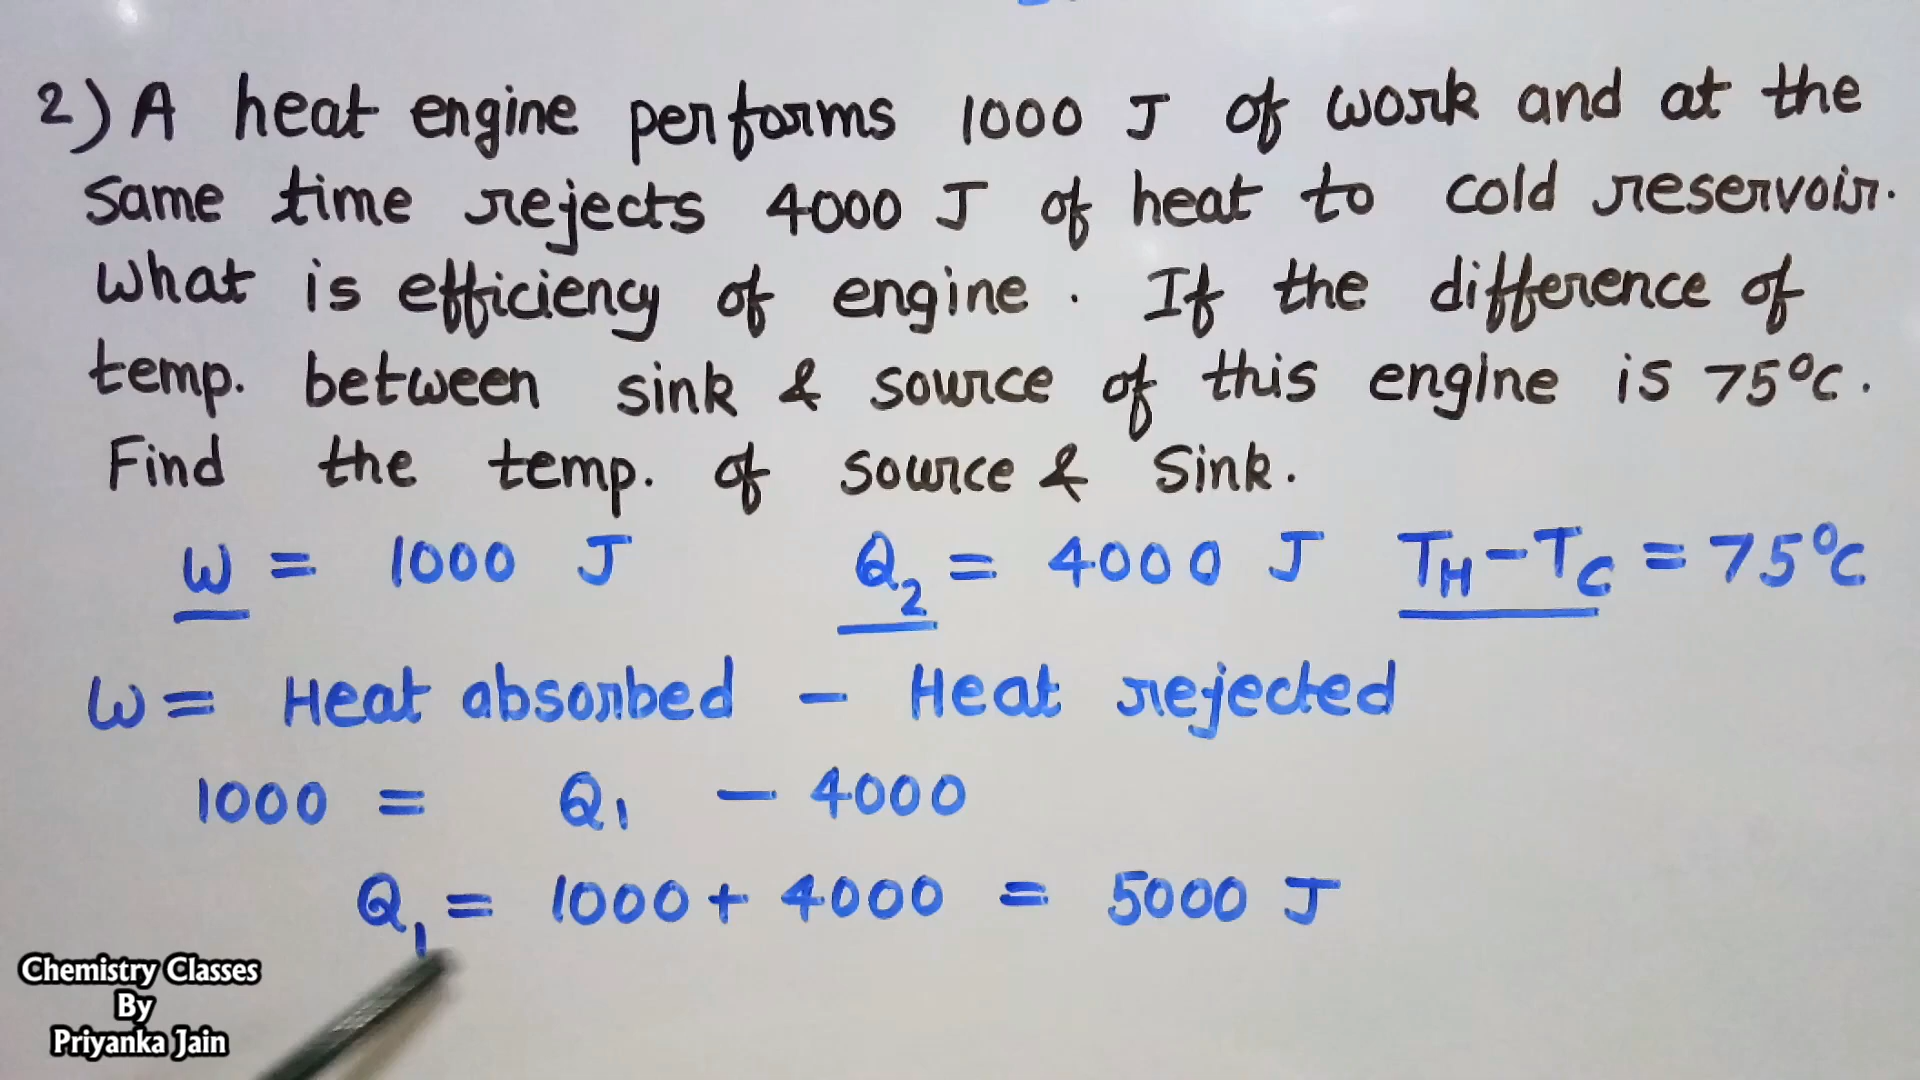 2) A heat engine performs 1000 J of work and at the
same time rejects 4000 J of heat to cold reservoir.
What is efficiency of engine. If the difference of
temp. between sink & source of this engine is 75°C.
Find the temp. of source & Sink.
W = 1000 J Q2 = 4000 J TH-TC = 75°C
W = Heat absorbed - Heat rejected
1000 = Q1 - 4000
Q1 = 1000 + 4000 = 5000 J
Chemistry Classes
By
Priyanka Jain